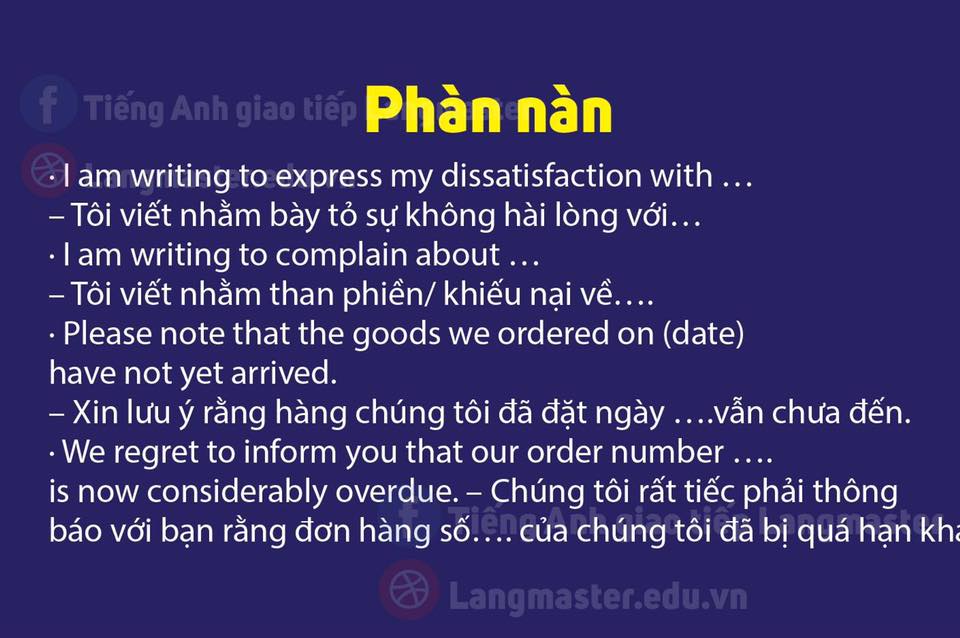 Phàn nàn
Tiếng Anh giao tiếp Langmaster
Langmaster.edu.vn
· I am writing to express my dissatisfaction with …
– Tôi viết nhằm bày tỏ sự không hài lòng với…
· I am writing to complain about …
– Tôi viết nhằm than phiền/ khiếu nại về….
· Please note that the goods we ordered on (date)
have not yet arrived.
– Xin lưu ý rằng hàng chúng tôi đã đặt ngày ….vẫn chưa đến.
· We regret to inform you that our order number ….
is now considerably overdue. – Chúng tôi rất tiếc phải thông
báo với bạn rằng đơn hàng số…. của chúng tôi đã bị quá hạn
Tiếng Anh giao tiếp Langmaster
Langmaster.edu.vn